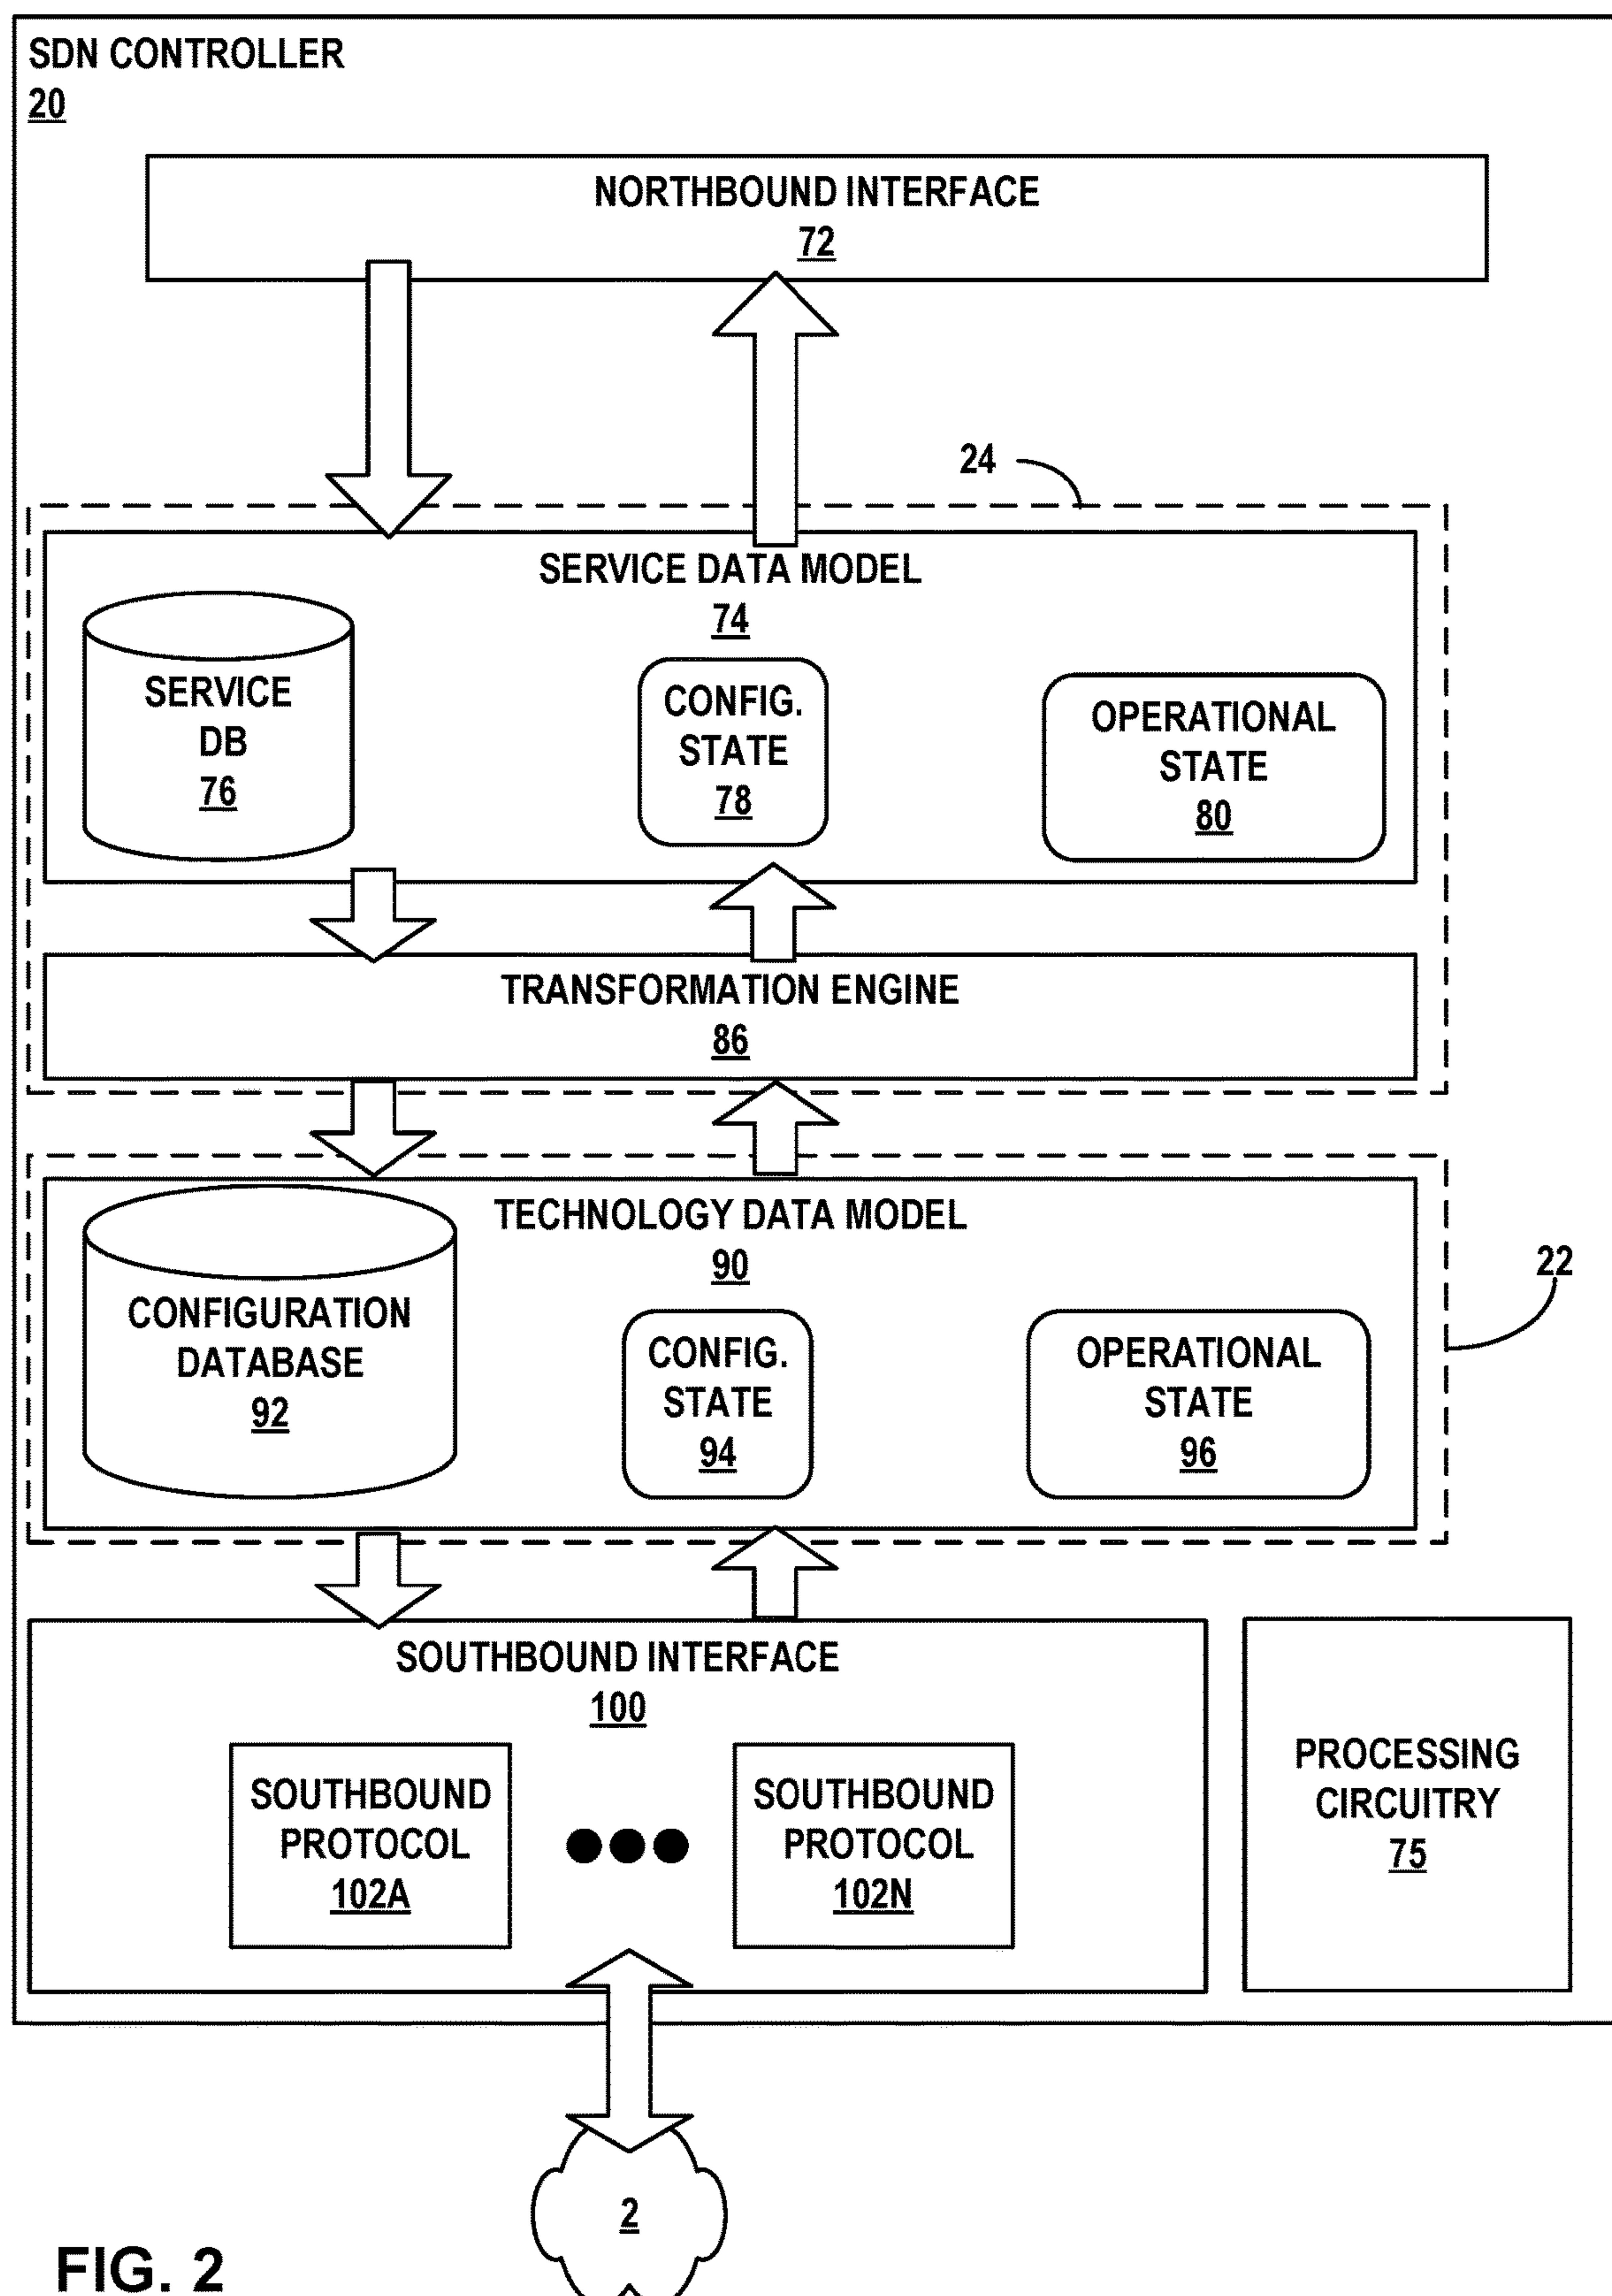 SDN CONTROLLER
20
NORTHBOUND INTERFACE
72
24
SERVICE DATA MODEL
74
SERVICE
DB
76
CONFIG.
STATE
78
OPERATIONAL
STATE
80
TRANSFORMATION ENGINE
86
TECHNOLOGY DATA MODEL
90
22
CONFIGURATION
DATABASE
92
CONFIG.
STATE
94
OPERATIONAL
STATE
96
SOUTHBOUND INTERFACE
100
SOUTHBOUND
PROTOCOL
102A
SOUTHBOUND
PROTOCOL
102N
PROCESSING
CIRCUITRY
75
2
FIG. 2